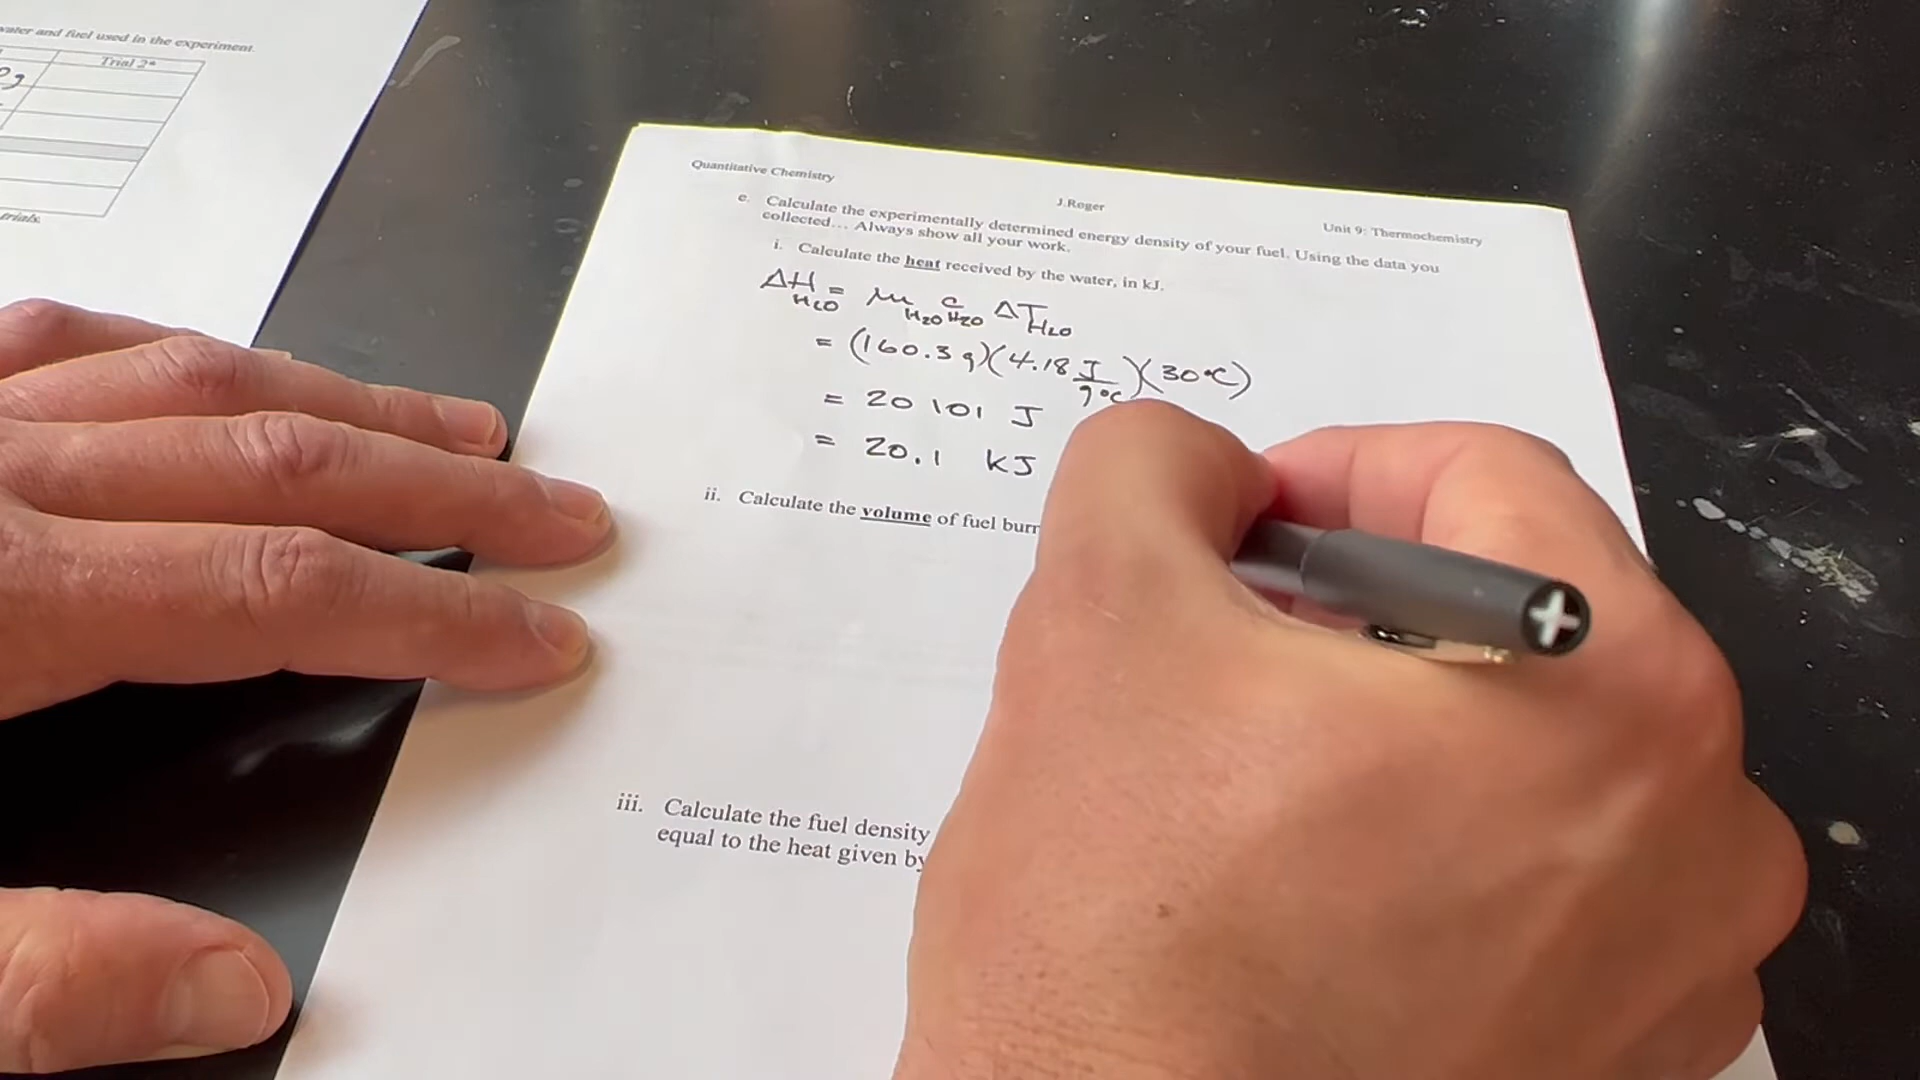 water and fuel used in the experiment.
Trial 2*
trials.
Quantitative Chemistry
J.Roger
Unit 9: Thermochemistry
e. Calculate the experimentally determined energy density of your fuel. Using the data you
collected… Always show all your work.
i. Calculate the heat received by the water, in kJ.
ΔH H2O = m H2O c H2O ΔT H2O
= (160.3 g)(4.18 J/g°C)(30°C)
= 20 101 J
= 20.1 kJ
ii. Calculate the volume of fuel burn
iii. Calculate the fuel density
equal to the heat given by